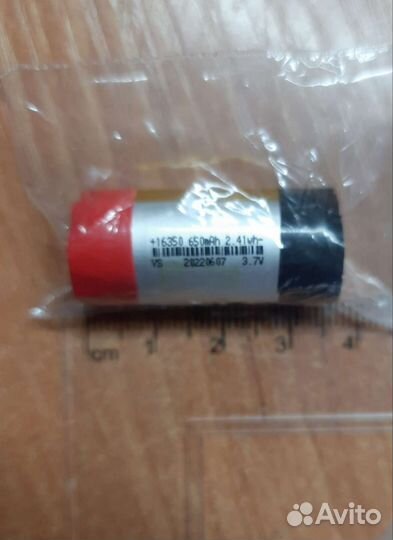 +16350 650mAh 2.41wh-
YS 20220607 3.7V
cm 1 2 3 4
Avito